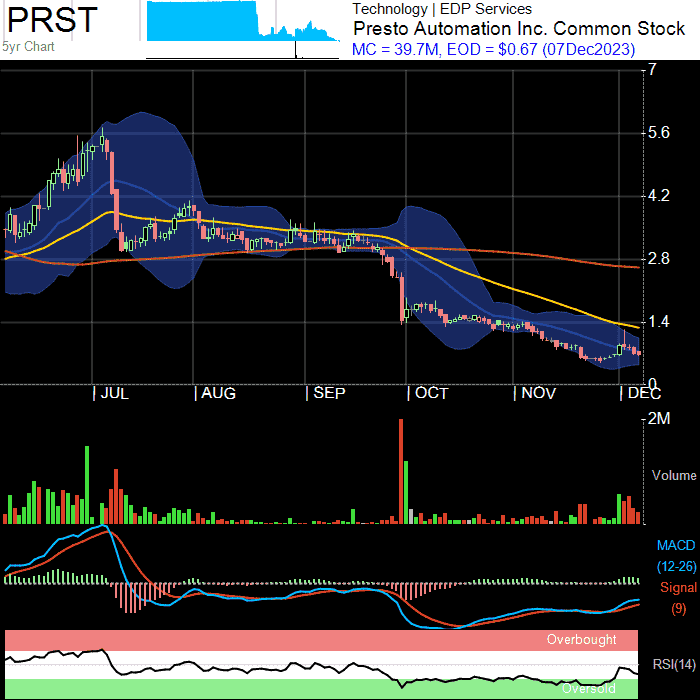 PRST
5yr Chart
Technology | EDP Services
Presto Automation Inc. Common Stock
MC = 39.7M, EOD = $0.67 (07Dec2023)
7
5.6
4.2
2.8
1.4
0
| JUL
| AUG
| SEP
| OCT
| NOV
| DEC
2M
Volume
MACD
(12-26)
Signal
(9)
Overbought
RSI(14)
Oversold